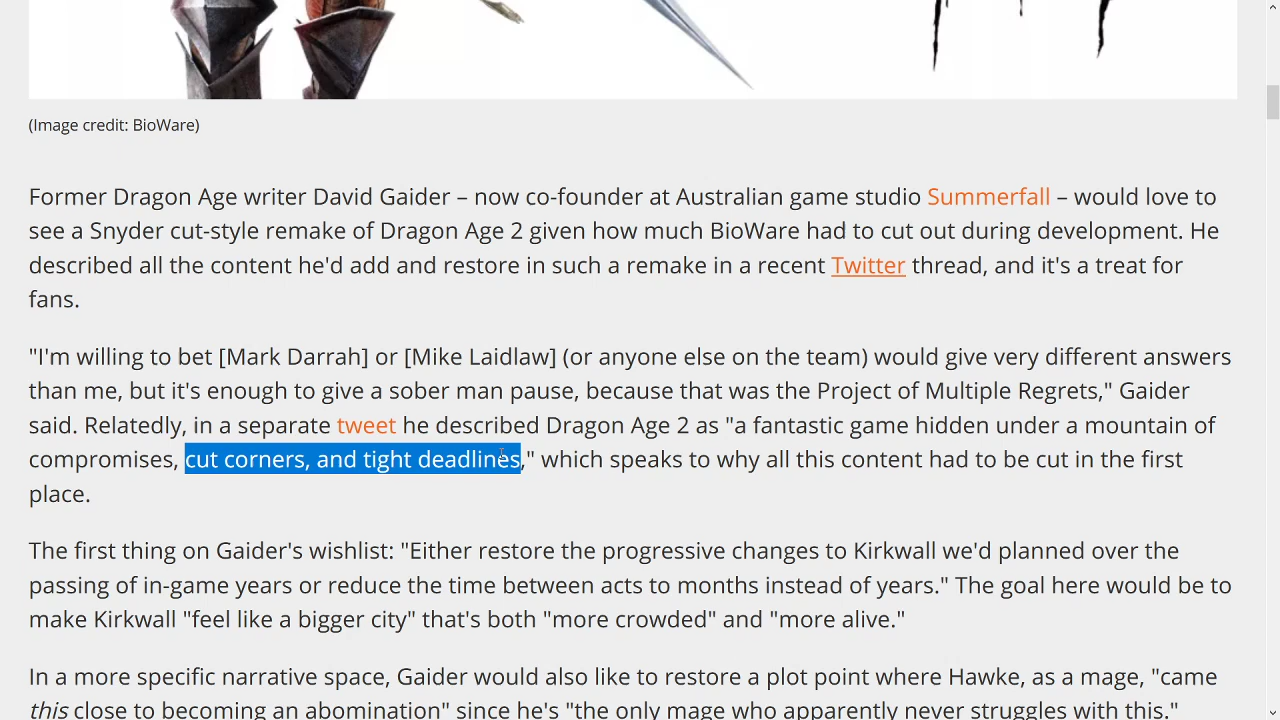 (Image credit: BioWare)
Former Dragon Age writer David Gaider – now co-founder at Australian game studio Summerfall – would love to
see a Snyder cut-style remake of Dragon Age 2 given how much BioWare had to cut out during development. He
described all the content he'd add and restore in such a remake in a recent Twitter thread, and it's a treat for
fans.
"I'm willing to bet [Mark Darrah] or [Mike Laidlaw] (or anyone else on the team) would give very different answers
than me, but it's enough to give a sober man pause, because that was the Project of Multiple Regrets," Gaider
said. Relatedly, in a separate tweet he described Dragon Age 2 as "a fantastic game hidden under a mountain of
compromises, cut corners, and tight deadlines," which speaks to why all this content had to be cut in the first
place.
The first thing on Gaider's wishlist: "Either restore the progressive changes to Kirkwall we'd planned over the
passing of in-game years or reduce the time between acts to months instead of years." The goal here would be to
make Kirkwall "feel like a bigger city" that's both "more crowded" and "more alive."
In a more specific narrative space, Gaider would also like to restore a plot point where Hawke, as a mage, "came
this close to becoming an abomination" since he's "the only mage who apparently never struggles with this."